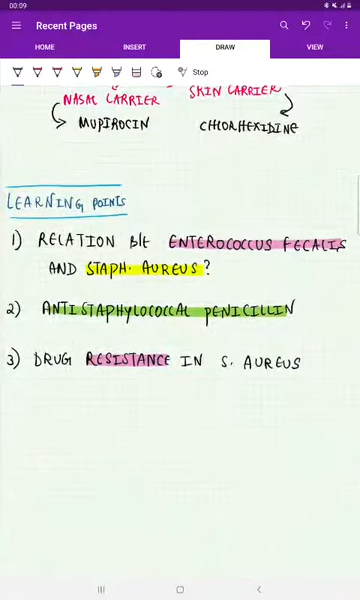 00:09
Recent Pages
HOME INSERT DRAW VIEW
Stop
NASAL CARRIER SKIN CARRIER
MUPIROCIN CHLORHEXIDINE
LEARNING POINTS
1) RELATION B/E ENTEROCOCCUS FECALIS
AND STAPH. AUREUS?
2) ANTISTAPHYLOCOCCAL PENICILLIN
3) DRUG RESISTANCE IN S. AUREUS